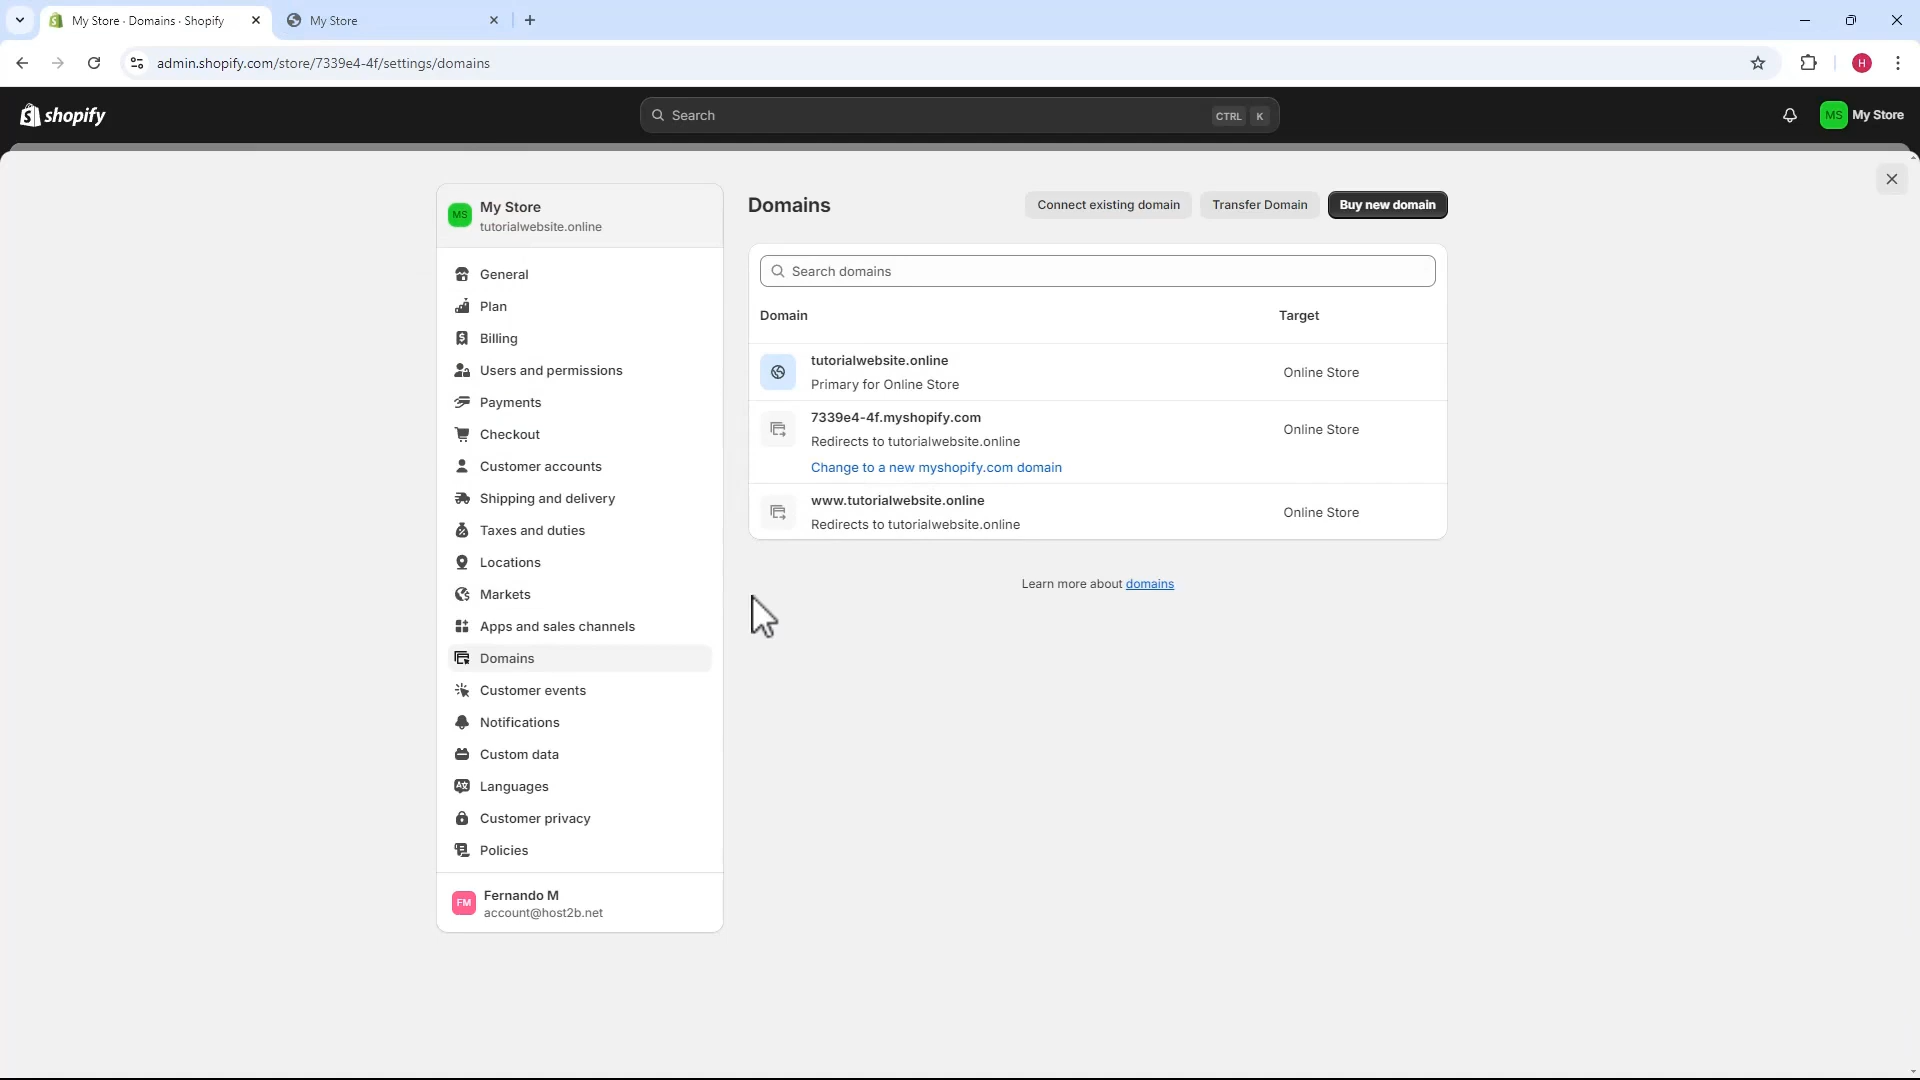 My Store · Domains · Shopify
My Store
admin.shopify.com/store/7339e4-4f/settings/domains
H
shopify
Search
CTRL K
MS My Store
MS
My Store
tutorialwebsite.online
General
Plan
Billing
Users and permissions
Payments
Checkout
Customer accounts
Shipping and delivery
Taxes and duties
Locations
Markets
Apps and sales channels
Domains
Customer events
Notifications
Custom data
Languages
Customer privacy
Policies
FM
Fernando M
account@host2b.net
Domains
Connect existing domain
Transfer Domain
Buy new domain
Search domains
Domain Target
tutorialwebsite.online
Primary for Online Store
Online Store
7339e4-4f.myshopify.com
Redirects to tutorialwebsite.online
Online Store
Change to a new myshopify.com domain
www.tutorialwebsite.online
Redirects to tutorialwebsite.online
Online Store
Learn more about domains